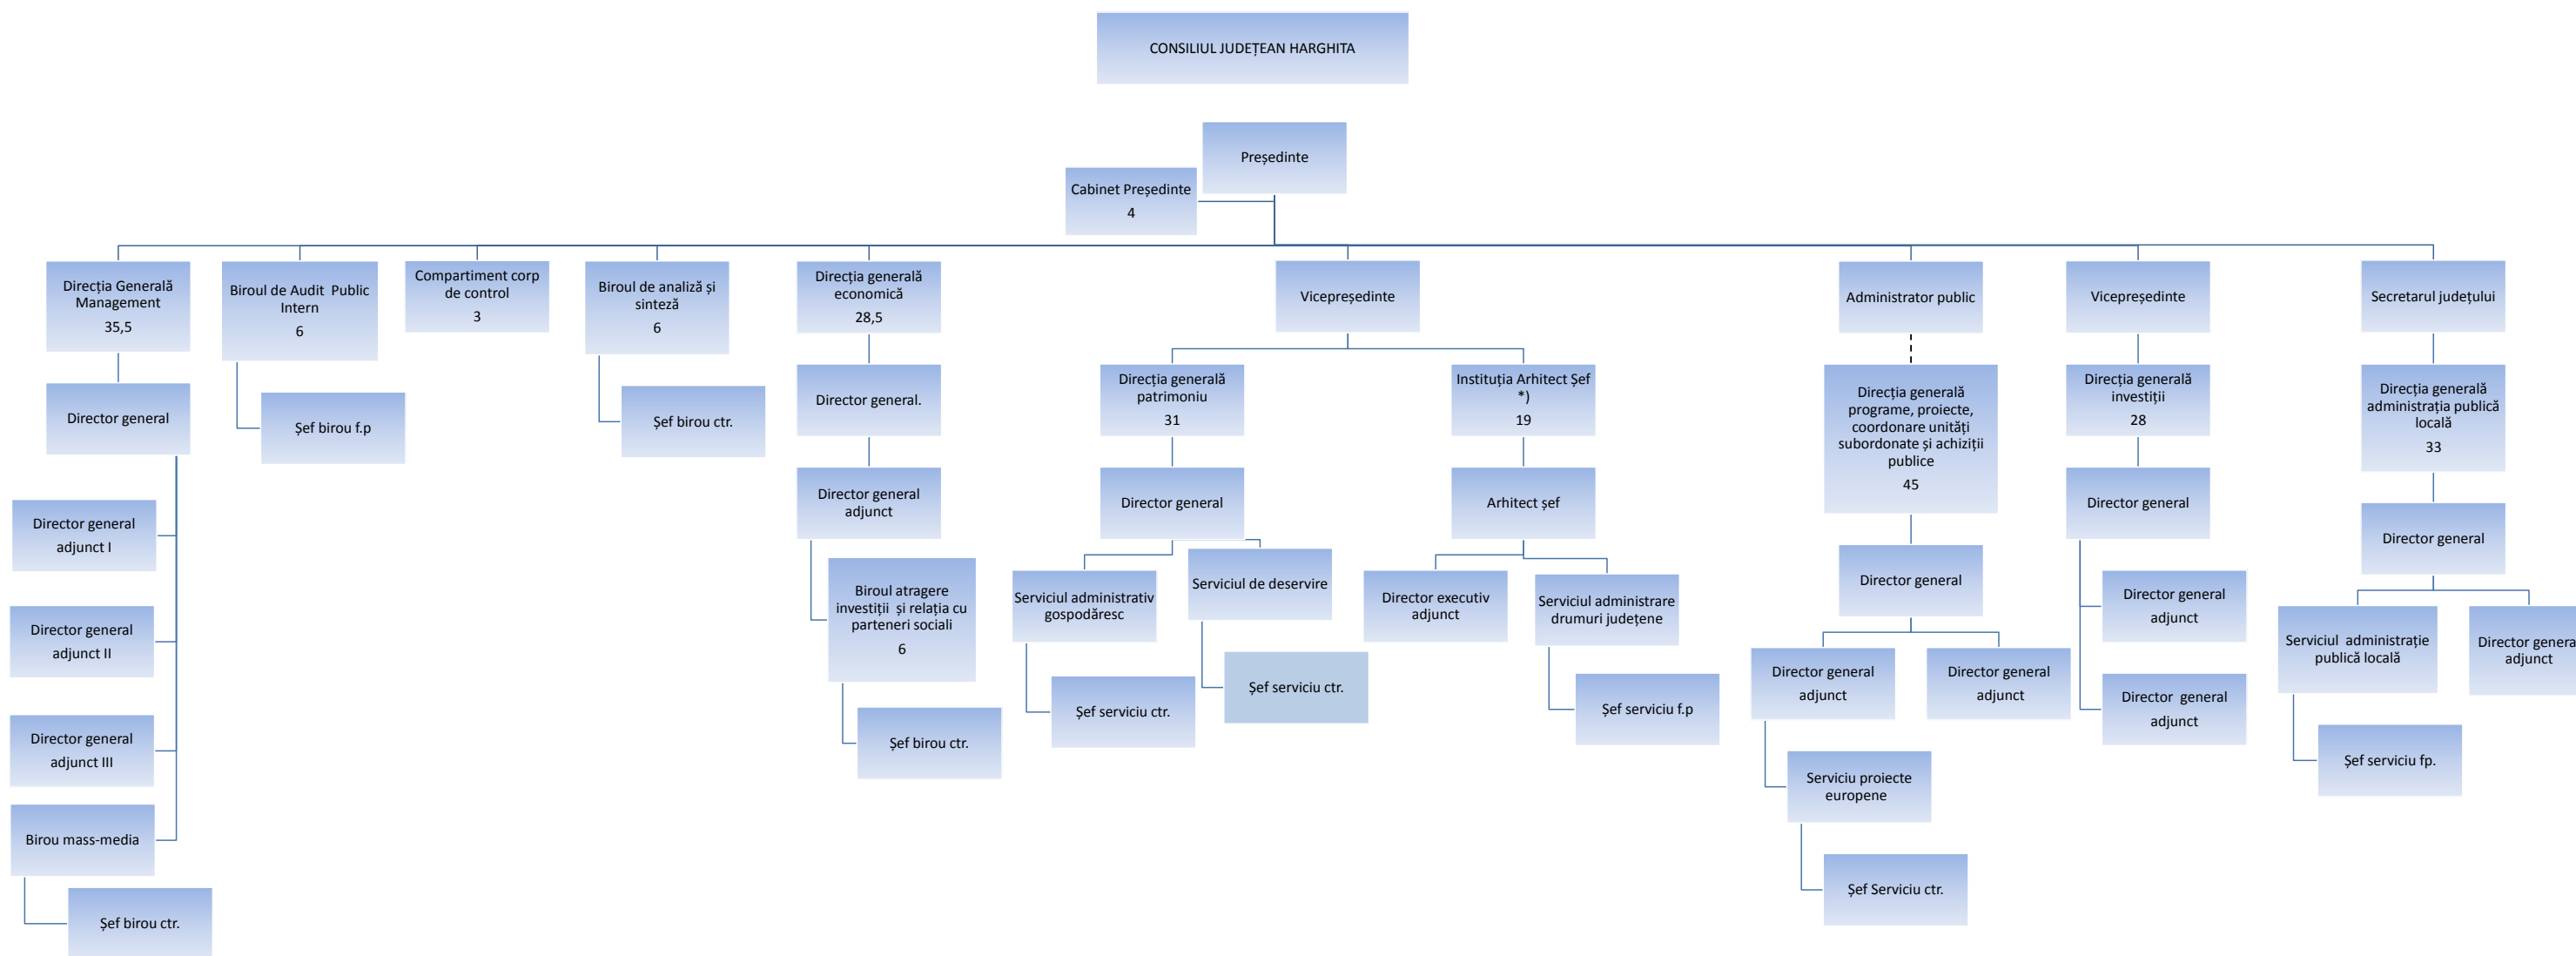 CONSILIUL JUDEȚEAN HARGHITA
Președinte
Cabinet Președinte
4
Direcția Generală
Management
35,5
Biroul de Audit Public
Intern
6
Compartiment corp
de control
3
Biroul de analiză și
sinteză
6
Direcția generală
economică
28,5
Vicepreședinte
Administrator public
Vicepreședinte
Secretarul județului
Director general
Șef birou f.p
Șef birou ctr.
Director general.
Direcția generală
patrimoniu
31
Instituția Arhitect Șef
*)
19
Direcția generală
programe, proiecte,
coordonare unități
subordonate și achiziții
publice
45
Direcția generală
investiții
28
Direcția generală
administrația publică
locală
33
Director general
adjunct I
Director general
adjunct
Director general
Arhitect șef
Director general
Director general
Director general
Biroul atragere
investiții și relația cu
parteneri sociali
6
Serviciul administrativ
gospodăresc
Serviciul de deservire
Director executiv
adjunct
Serviciul administrare
drumuri județene
Director general
adjunct
Director general
adjunct II
Director general
adjunct
Director general
adjunct
Serviciul administrație
publică locală
Director genera
adjunct
Șef birou ctr.
Șef serviciu ctr.
Șef serviciu ctr.
Șef serviciu f.p
Director general
adjunct
Director general
adjunct III
Serviciu proiecte
europene
Șef serviciu fp.
Birou mass-media
Șef Serviciu ctr.
Șef birou ctr.